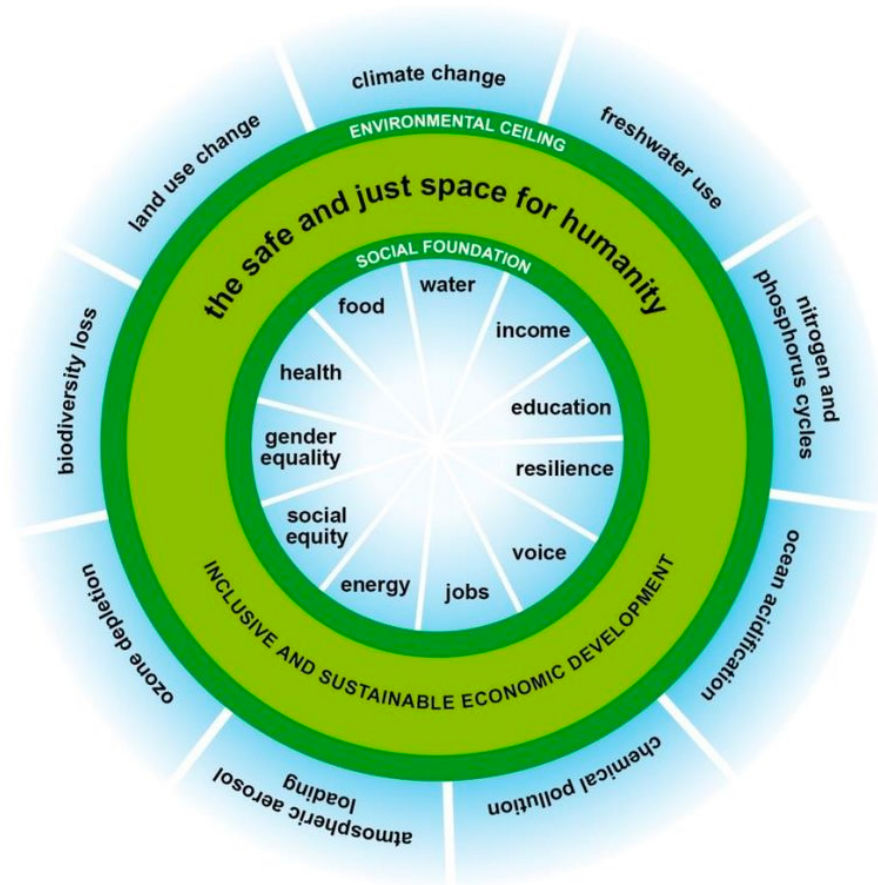 climate change
freshwater use
nitrogen and
phosphorus cycles
ocean acidification
chemical pollution
atmospheric aerosol
loading
ozone depletion
biodiversity loss
land use change
ENVIRONMENTAL CEILING
the safe and just space for humanity
SOCIAL FOUNDATION
water
income
education
resilience
voice
jobs
energy
social
equity
gender
equality
health
food
INCLUSIVE AND SUSTAINABLE ECONOMIC DEVELOPMENT